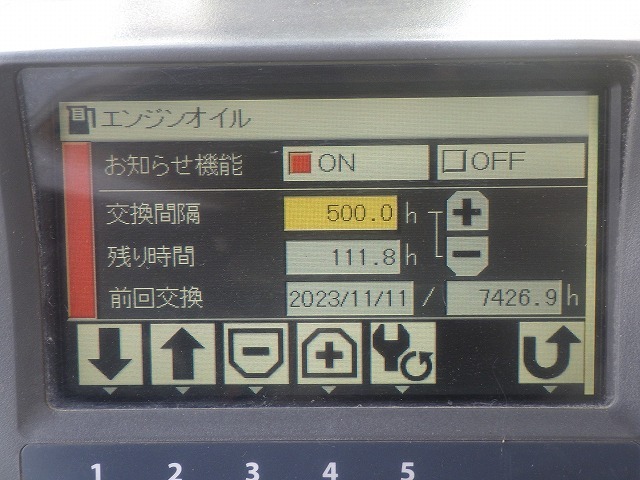 エンジンオイル
お知らせ機能 ON OFF
交換間隔 500.0 h
残り時間 111.8 h
前回交換 2023/11/11 / 7426.9 h
1 2 3 4 5